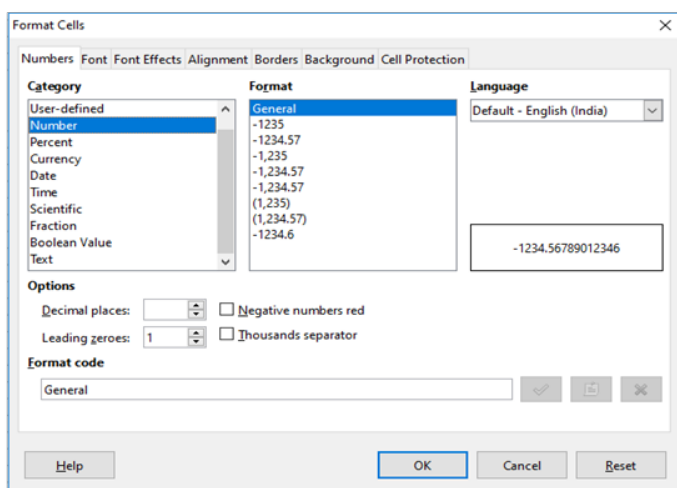 Format Cells
Numbers Font Font Effects Alignment Borders Background Cell Protection
Category
User-defined
Number
Percent
Currency
Date
Time
Scientific
Fraction
Boolean Value
Text
Format
General
-1235
-1234.57
-1,235
-1,234.57
-1,234.57
(1,235)
(1,234.57)
-1234.6
Language
Default - English (India)
-1234.56789012346
Options
Decimal places:
Negative numbers red
Leading zeroes: 1
Thousands separator
Format code
General
Help OK Cancel Reset